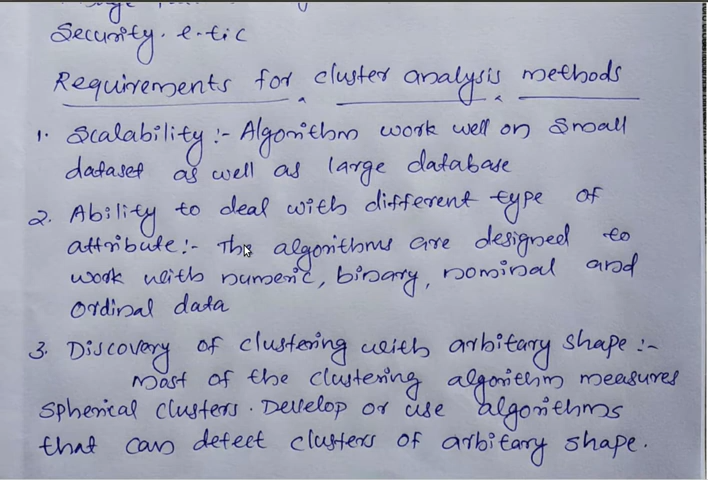 Security. e.tic
Requirements for cluster analysis methods
1. Scalability :- Algorithm work well on Small
dataset as well as large database
2. Ability to deal with different type of
attribute :- The algorithms are designed to
work with numeric, binary, nominal and
Ordinal data
3. Discovery of clustering with arbitary shape :-
Most of the clustering algorithm measures
Spherical clusters. Develop or use algorithms
that can detect clusters of arbitary shape.